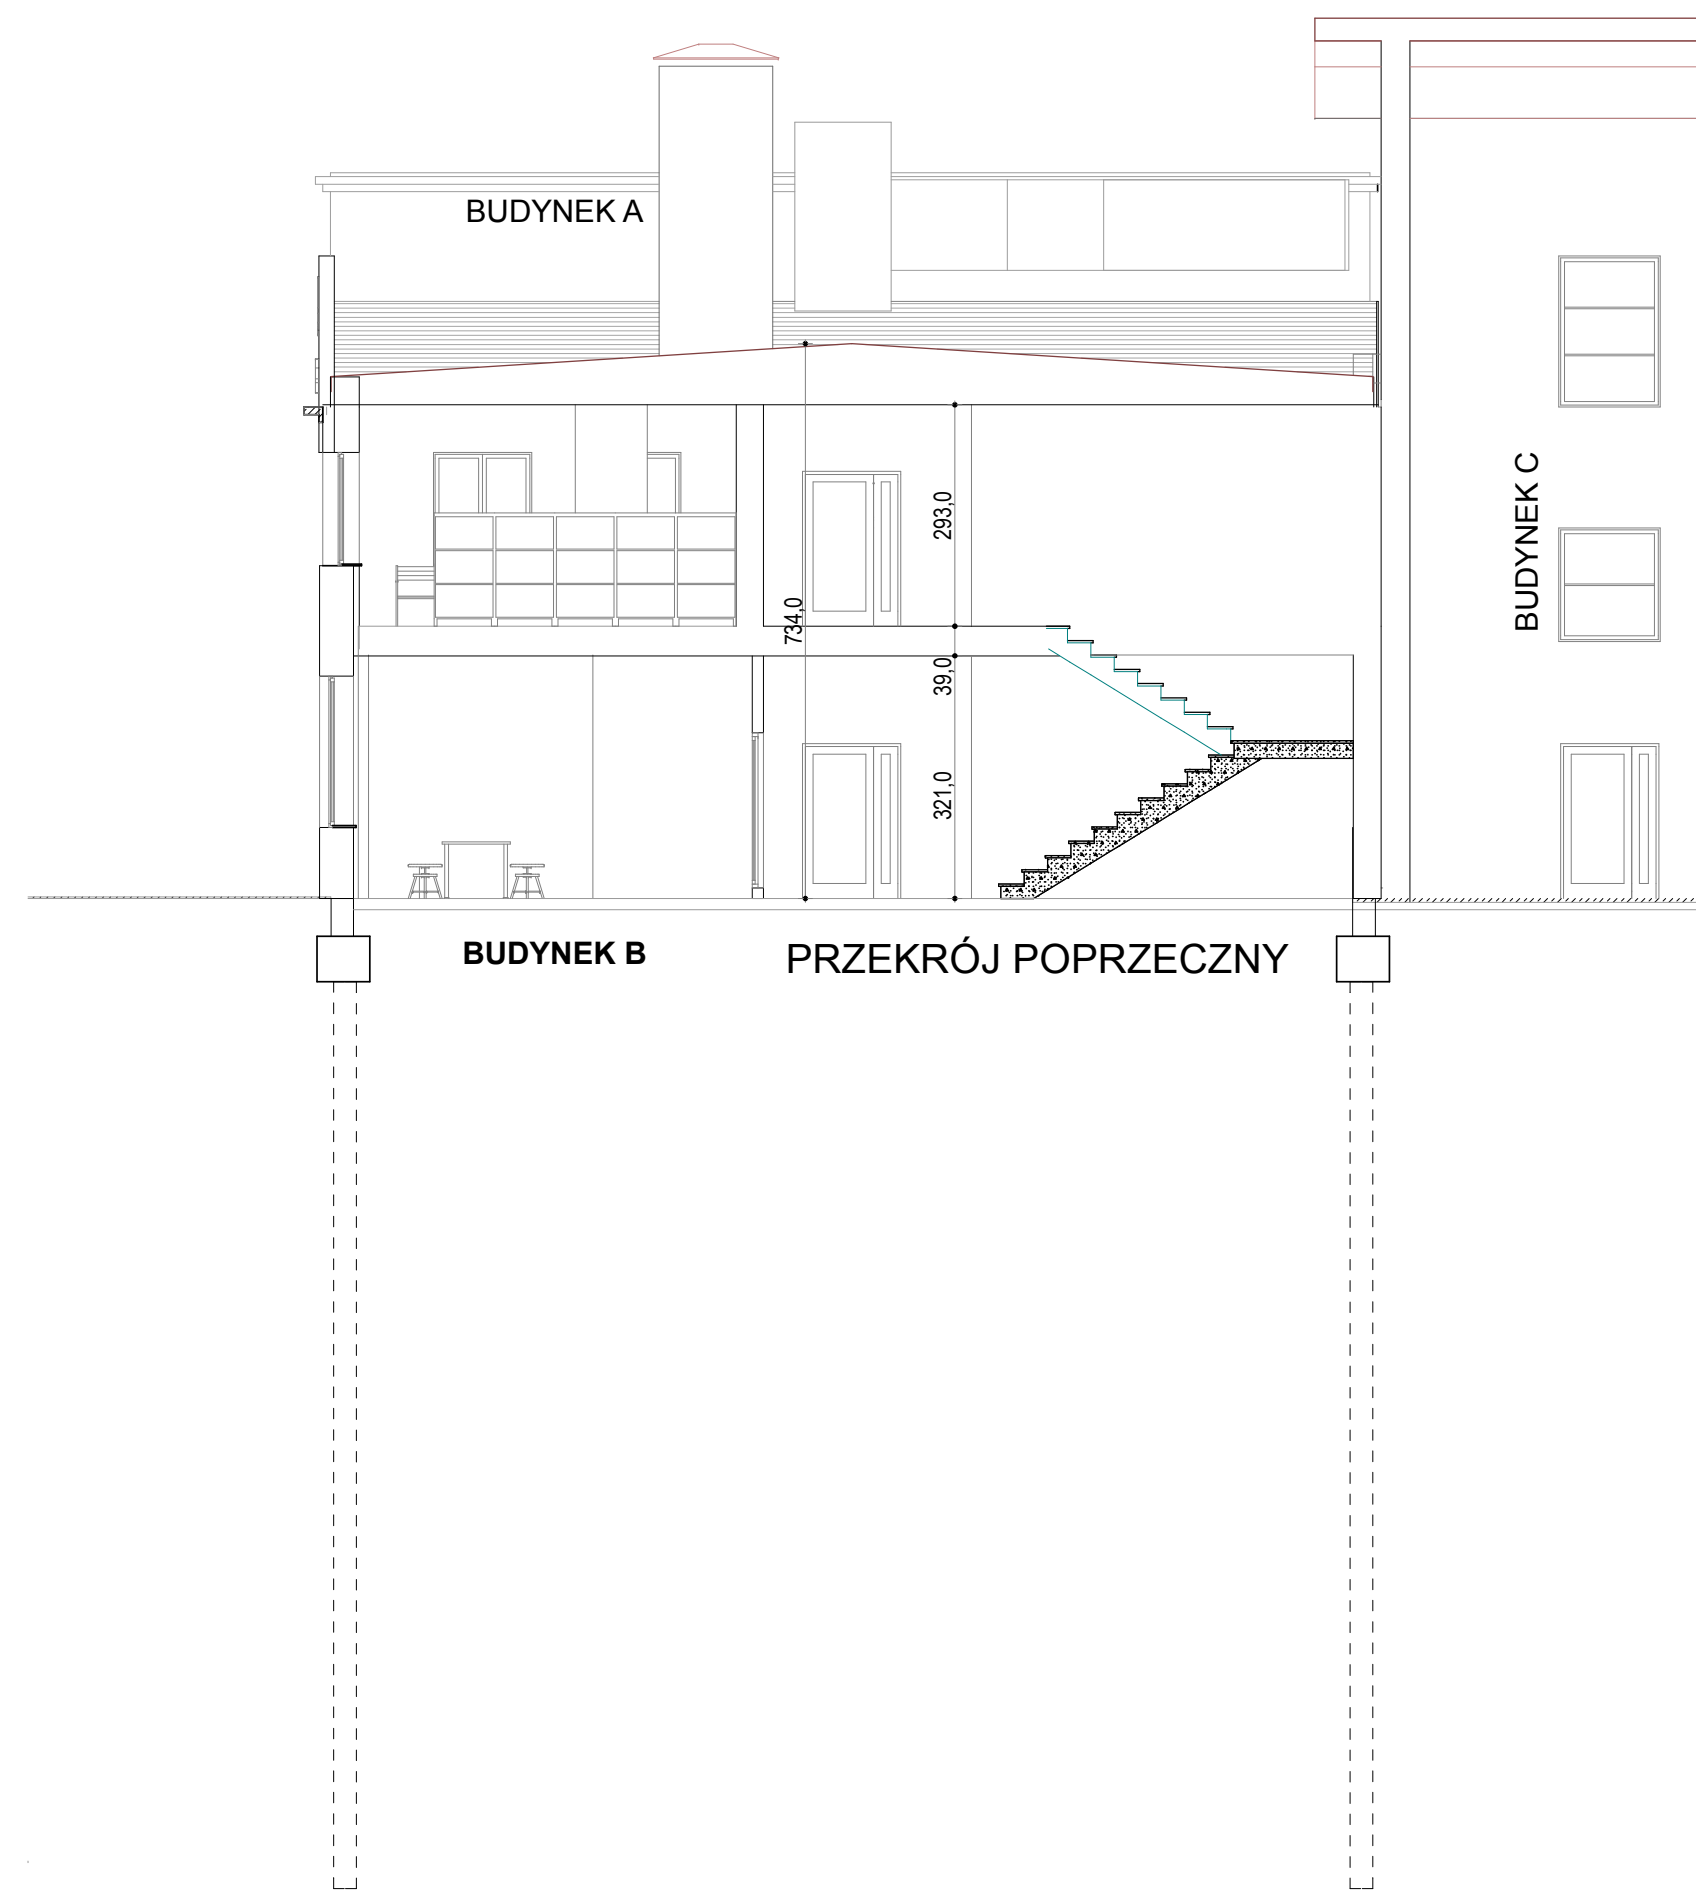 BUDYNEK A
BUDYNEK C
293,0
734,0
39,0
321,0
BUDYNEK B
PRZEKRÓJ POPRZECZNY